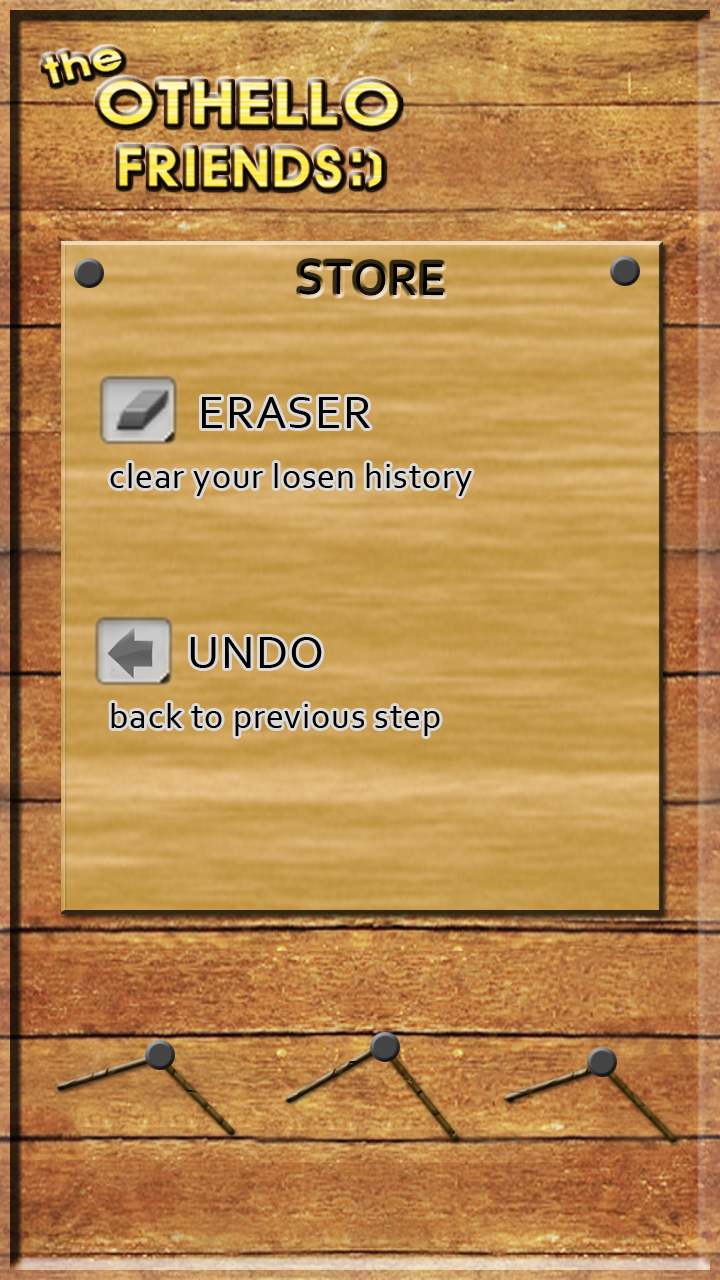 the
OTHELLO
FRIENDS:)
STORE
ERASER
clear your losen history
UNDO
back to previous step